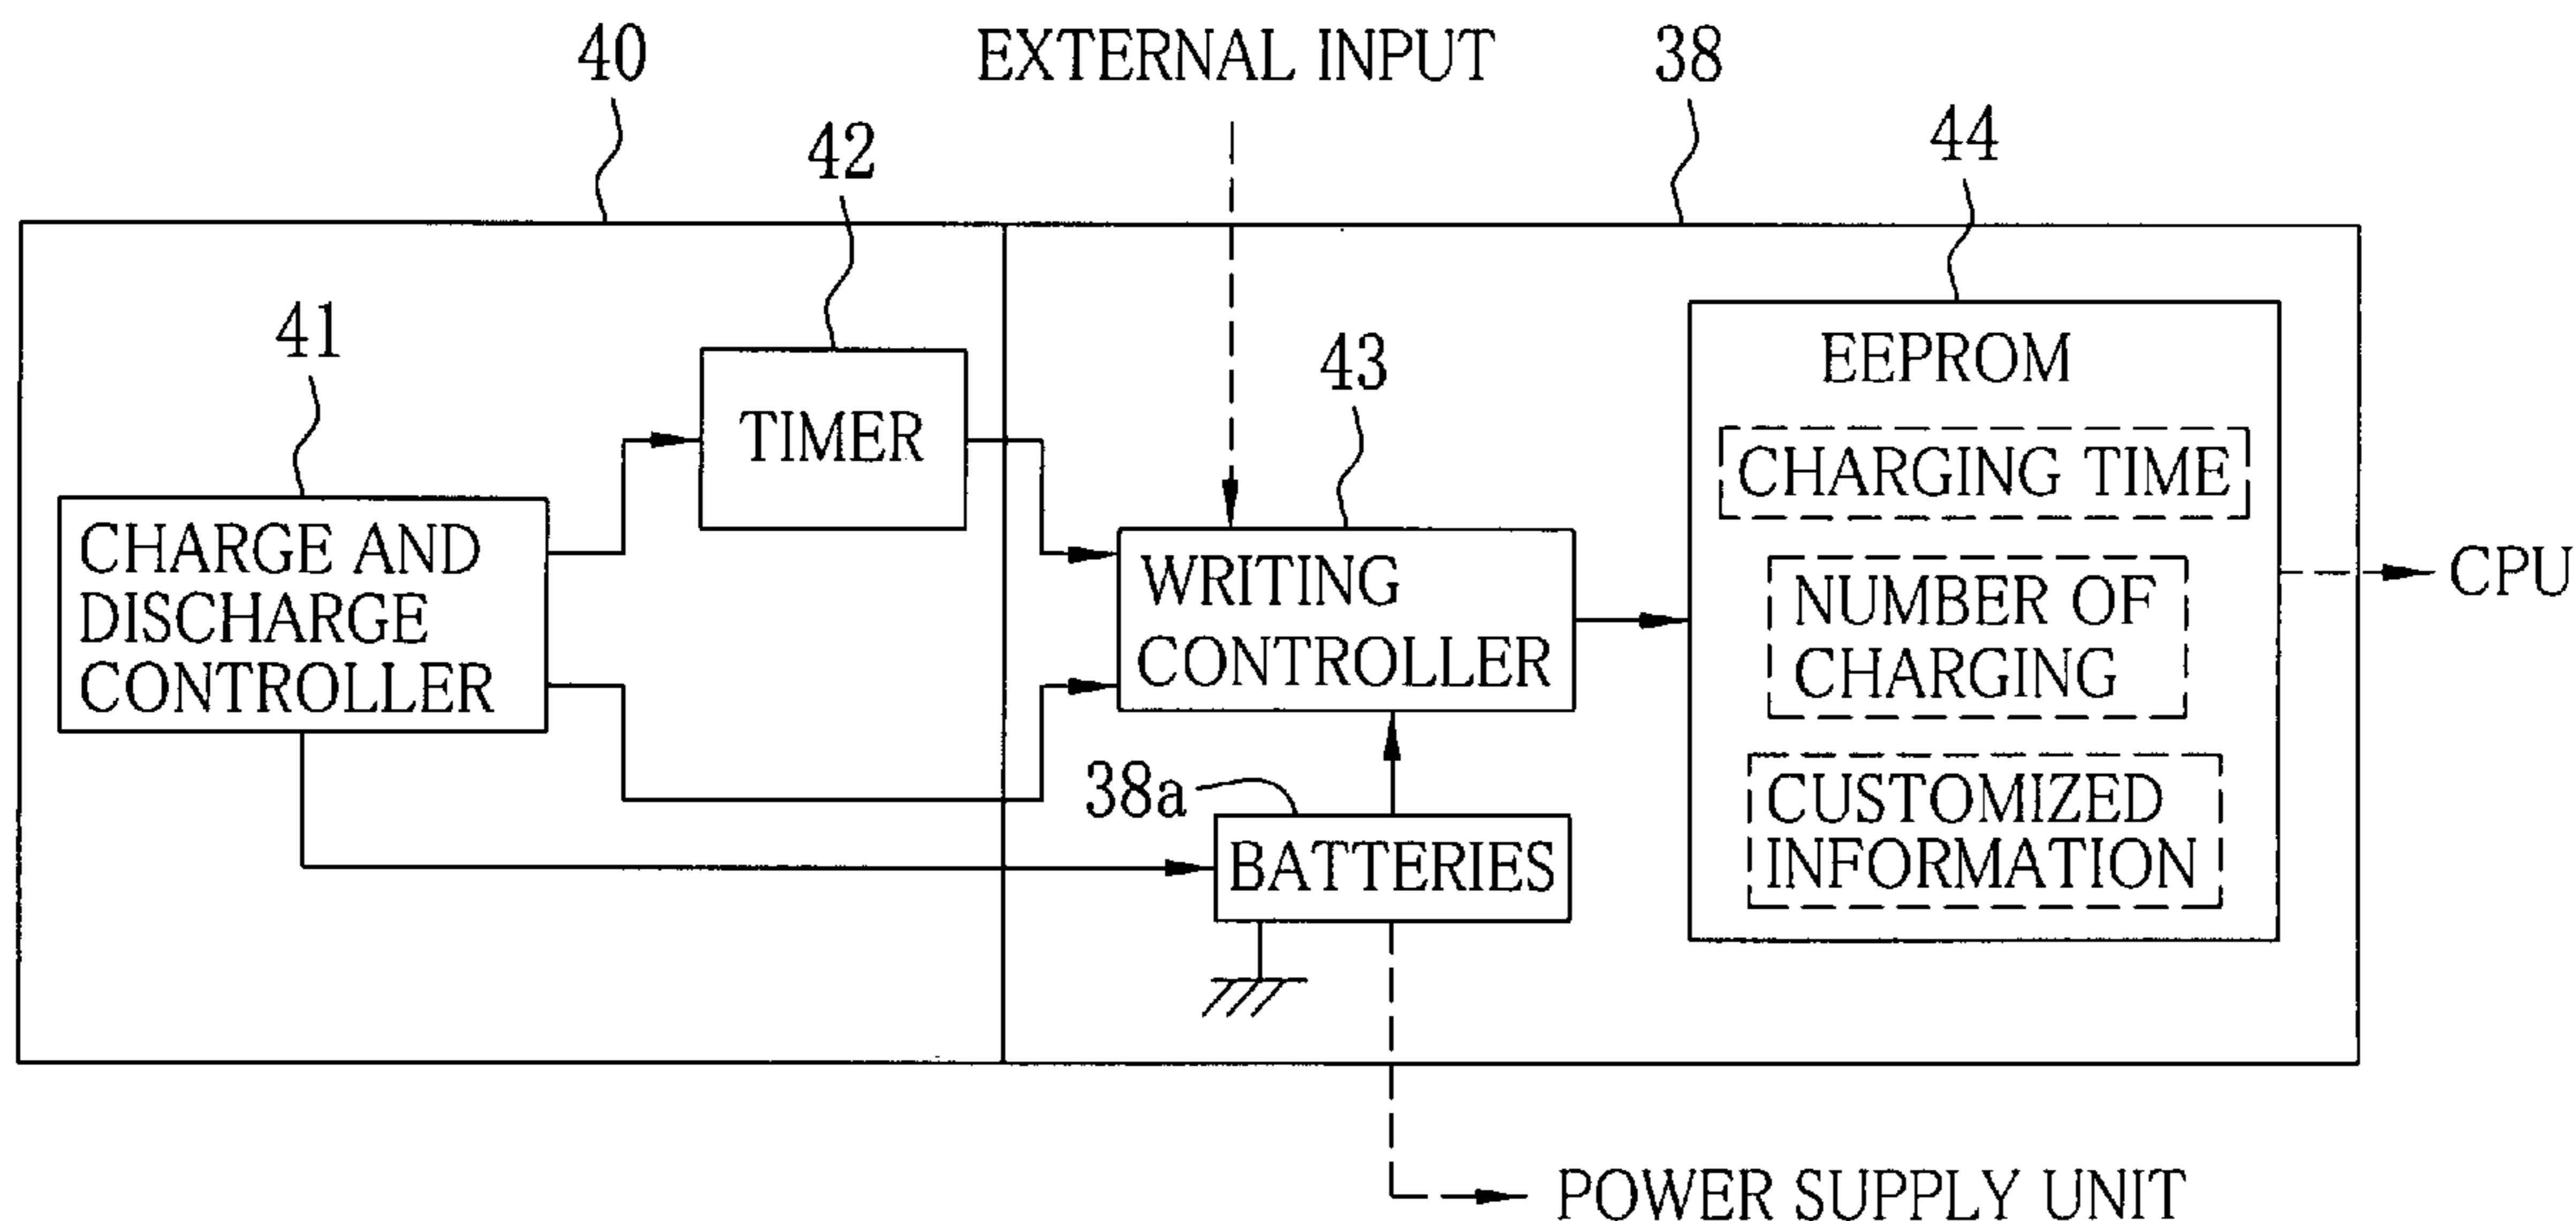 40
EXTERNAL INPUT
38
42
44
41
43
EEPROM
TIMER
CHARGING TIME
CHARGE AND
DISCHARGE
CONTROLLER
WRITING
CONTROLLER
NUMBER OF
CHARGING
CPU
38a
BATTERIES
CUSTOMIZED
INFORMATION
POWER SUPPLY UNIT